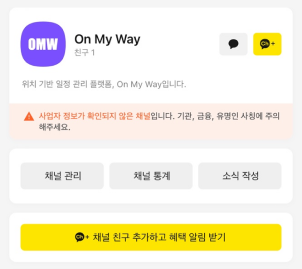 OMW
On My Way
친구 1
Ch+
위치 기반 일정 관리 플랫폼, On My Way입니다.
사업자 정보가 확인되지 않은 채널입니다. 기관, 금융, 유명인 사칭에 주의
해주세요.
채널 관리
채널 통계
소식 작성
Ch+ 채널 친구 추가하고 혜택 알림 받기